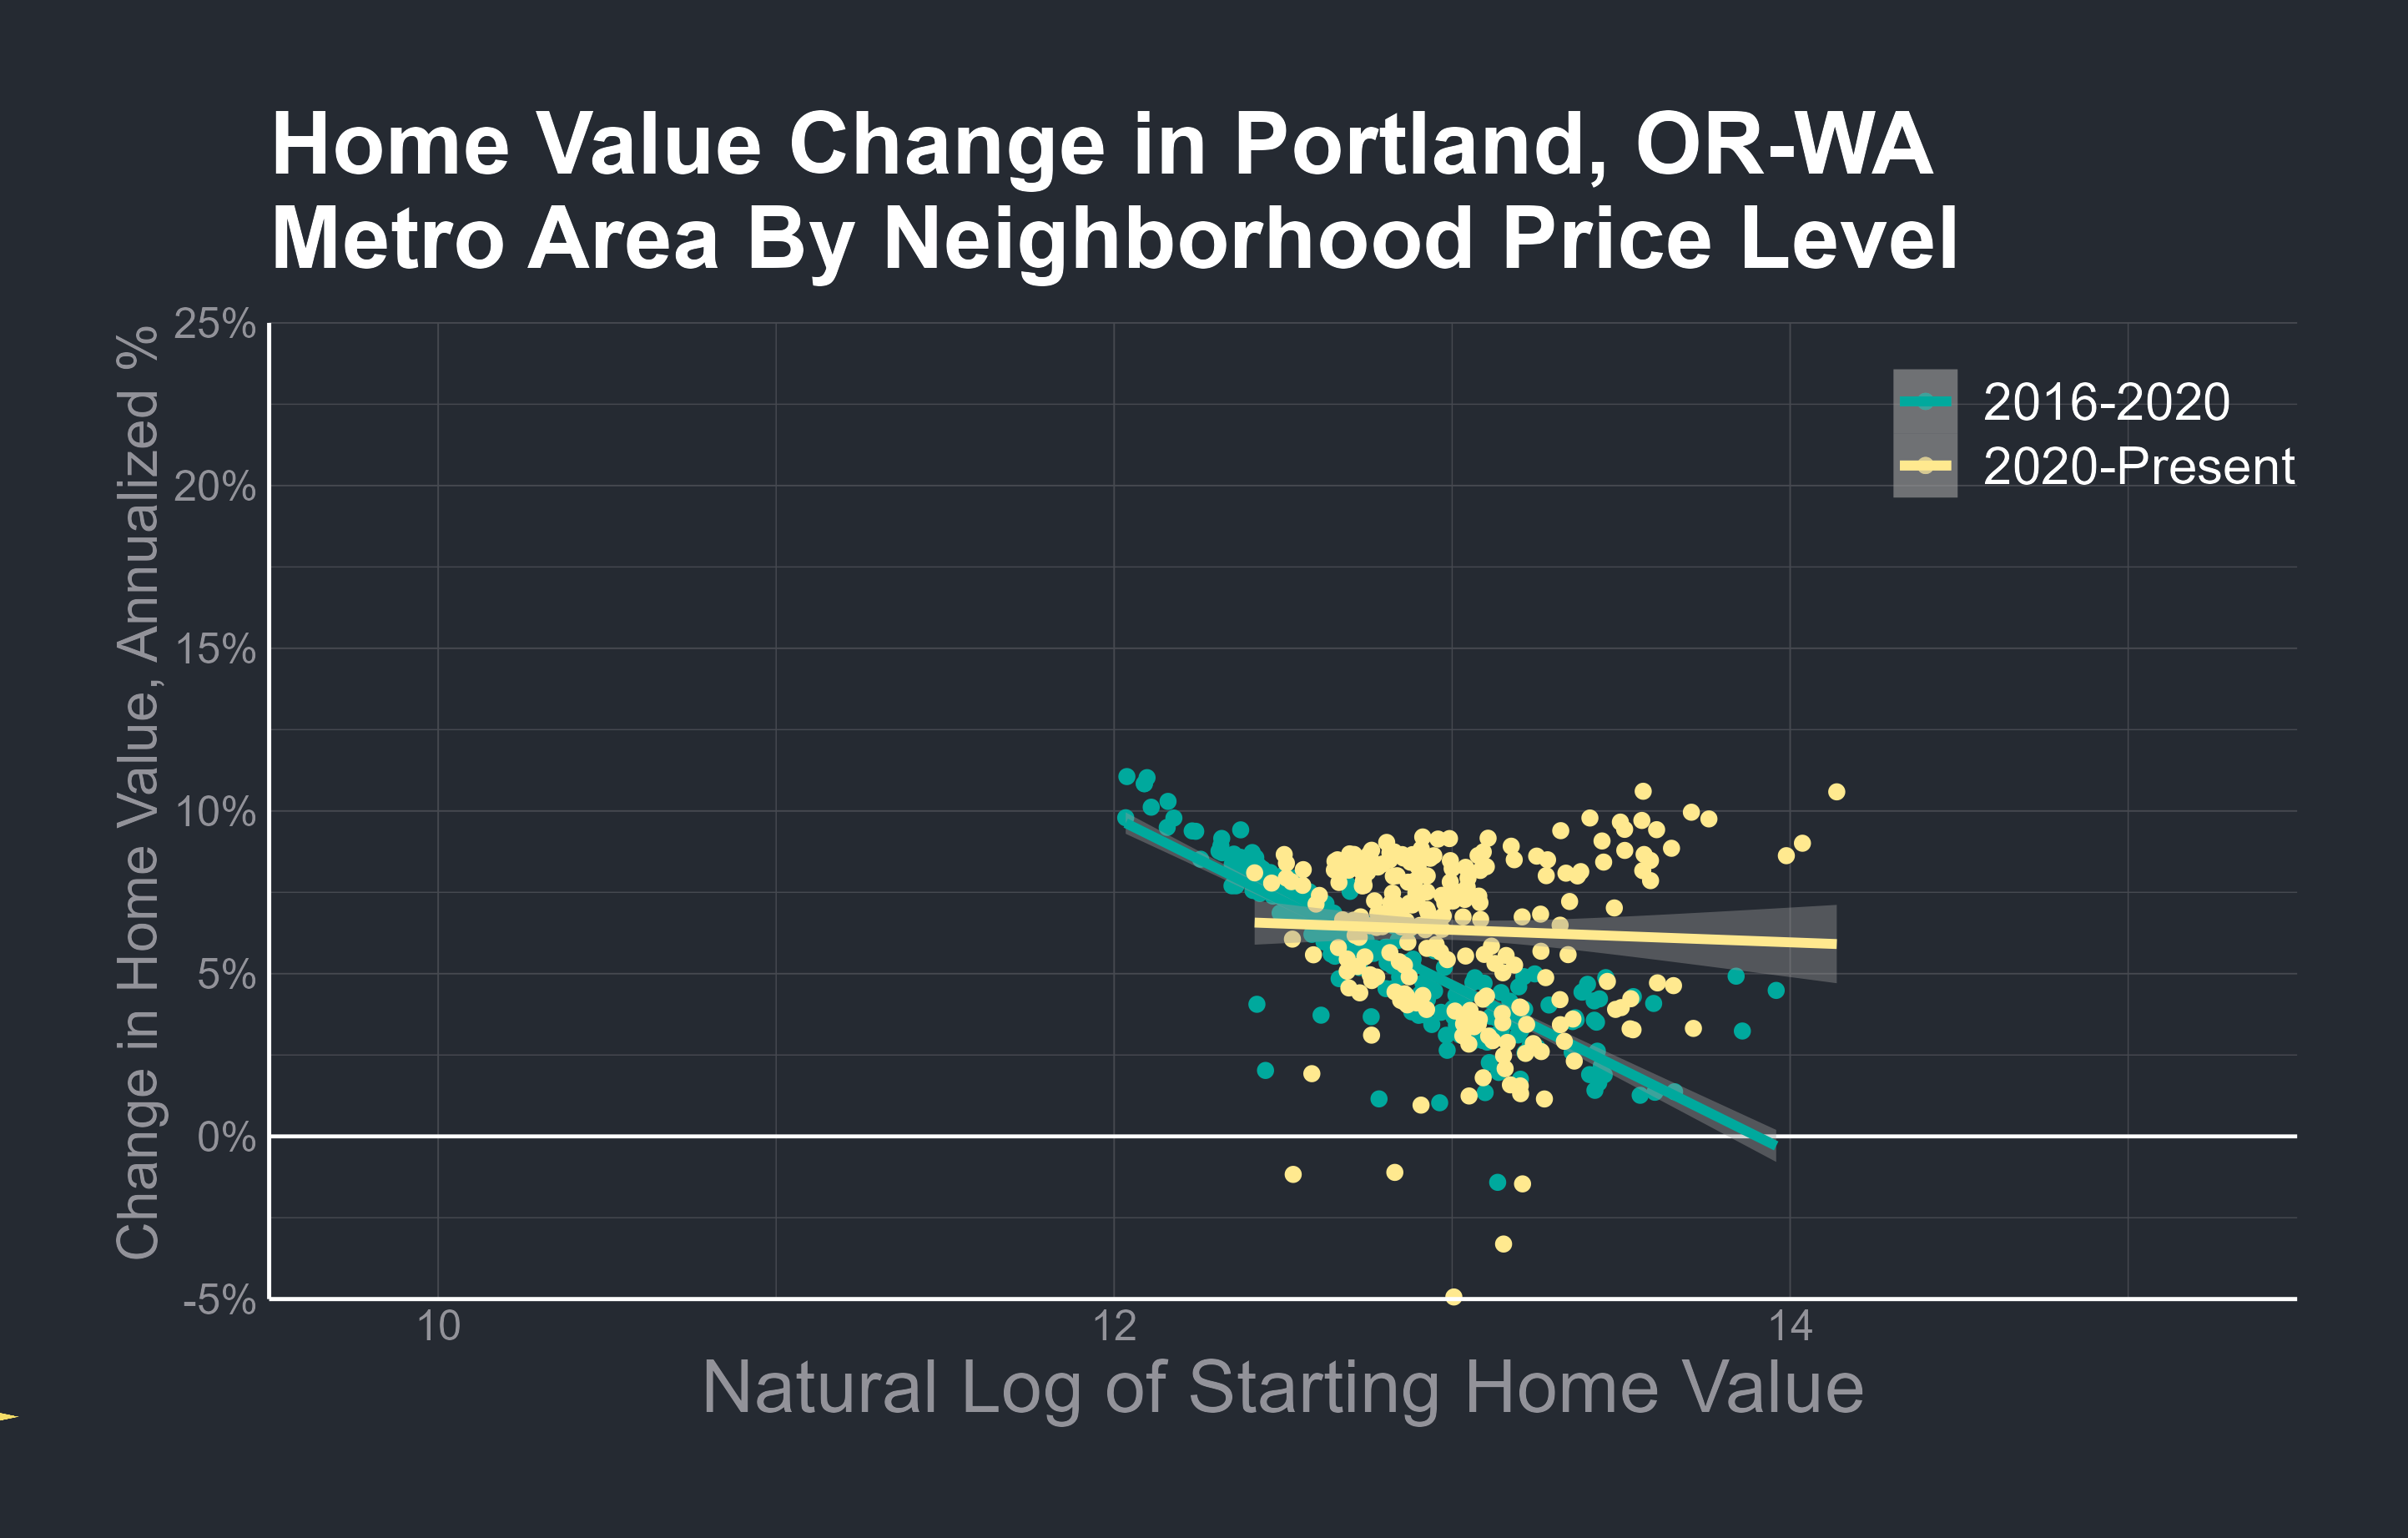 Home Value Change in Portland, OR-WA
Metro Area By Neighborhood Price Level
Change in Home Value, Annualized %
25%
20%
15%
10%
5%
0%
-5%
2016-2020
2020-Present
10
12
14
Natural Log of Starting Home Value